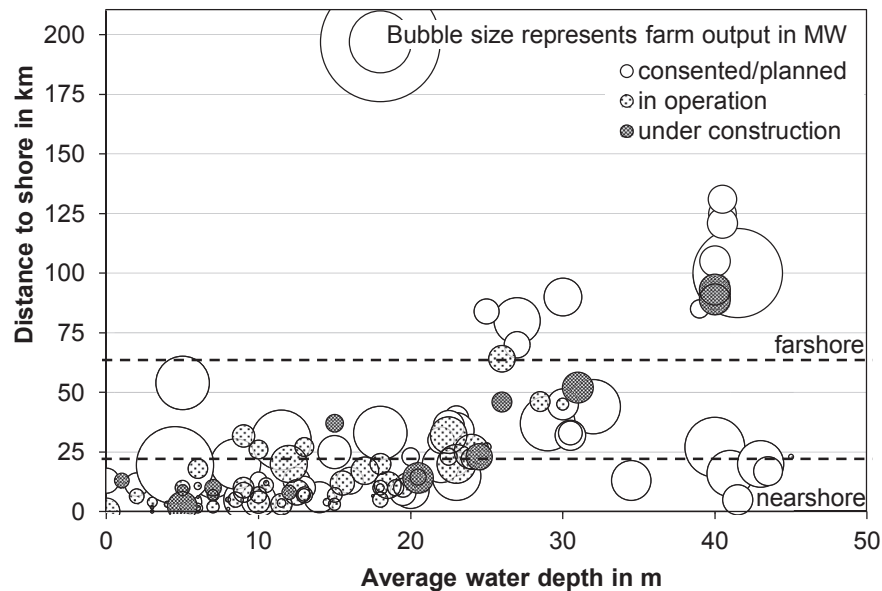 Bubble size represents farm output in MW
consented/planned
in operation
under construction
Distance to shore in km
200
175
150
125
100
75
50
25
0
farshore
nearshore
0 10 20 30 40 50
Average water depth in m